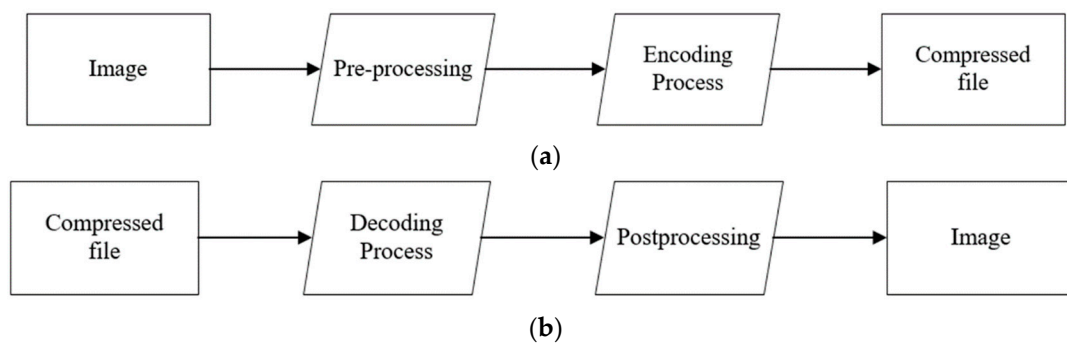 Image
Pre-processing
Encoding
Process
Compressed
file
(a)
Compressed
file
Decoding
Process
Postprocessing
Image
(b)